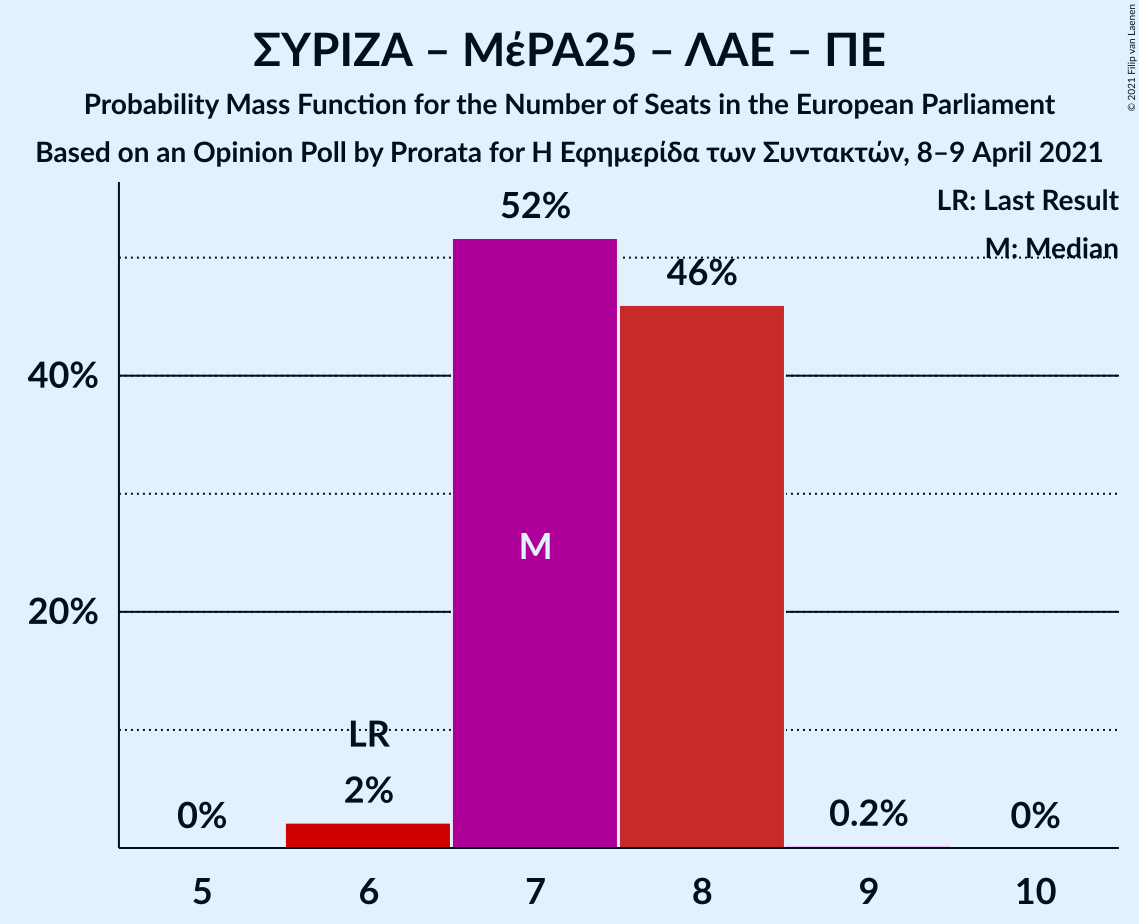 ΣΥΡΙΖΑ – ΜέΡΑ25 – ΛΑΕ – ΠΕ
Probability Mass Function for the Number of Seats in the European Parliament
Based on an Opinion Poll by Prorata for Η Εφημερίδα των Συντακτών, 8–9 April 2021
© 2021 Filip van Laenen
LR: Last Result
M: Median
52%
46%
40%
M
20%
LR
2%
0%
0.2%
0%
5 6 7 8 9 10